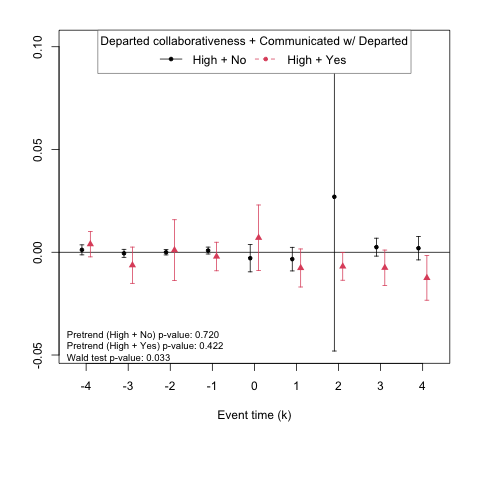 Departed collaborativeness + Communicated w/ Departed
High + No High + Yes
0.10
0.05
0.00
-0.05
Pretrend (High + No) p-value: 0.720
Pretrend (High + Yes) p-value: 0.422
Wald test p-value: 0.033
-4 -3 -2 -1 0 1 2 3 4
Event time (k)